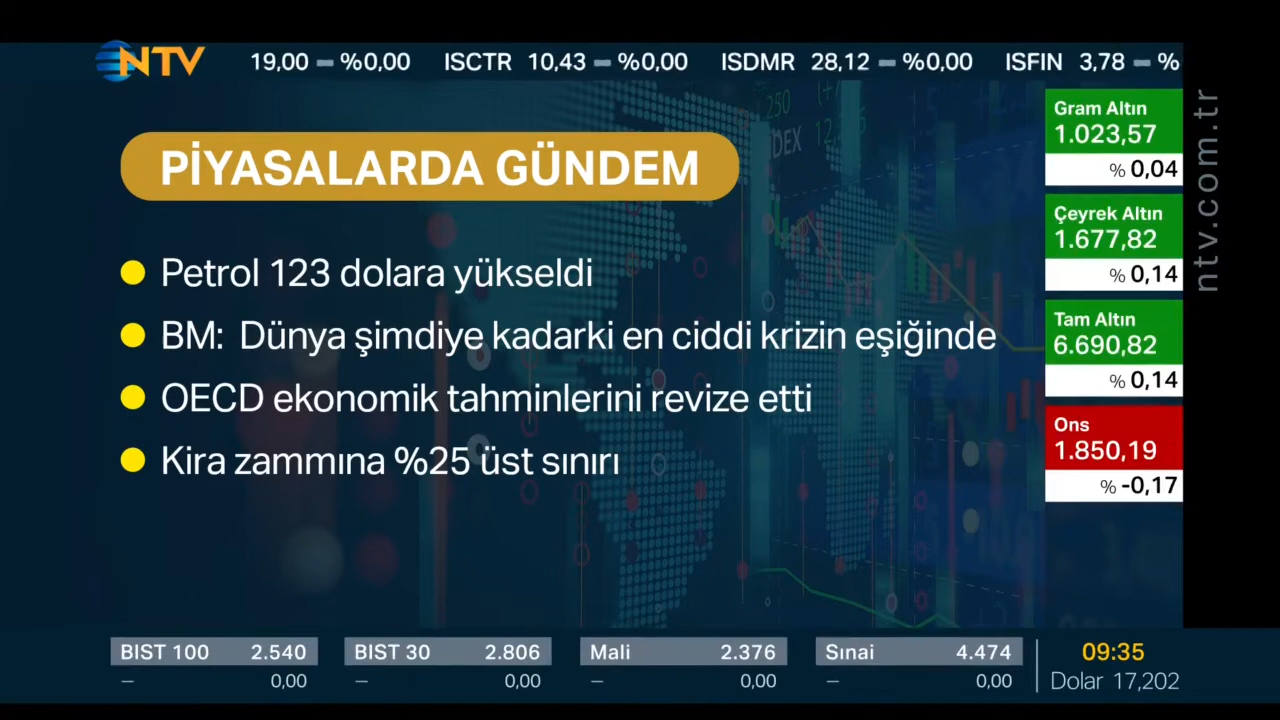 NTV
19,00 %0,00 ISCTR 10,43 %0,00 ISDMR 28,12 %0,00 ISFIN 3,78 %
PİYASALARDA GÜNDEM
Petrol 123 dolara yükseldi
BM: Dünya şimdiye kadarki en ciddi krizin eşiğinde
OECD ekonomik tahminlerini revize etti
Kira zammına %25 üst sınırı
Gram Altın
1.023,57
% 0,04
Çeyrek Altın
1.677,82
% 0,14
Tam Altın
6.690,82
% 0,14
Ons
1.850,19
% -0,17
ntv.com.tr
BIST 100 2.540 BIST 30 2.806 Mali 2.376 Sınai 4.474 09:35
– 0,00 – 0,00 – 0,00 – 0,00 Dolar 17,202